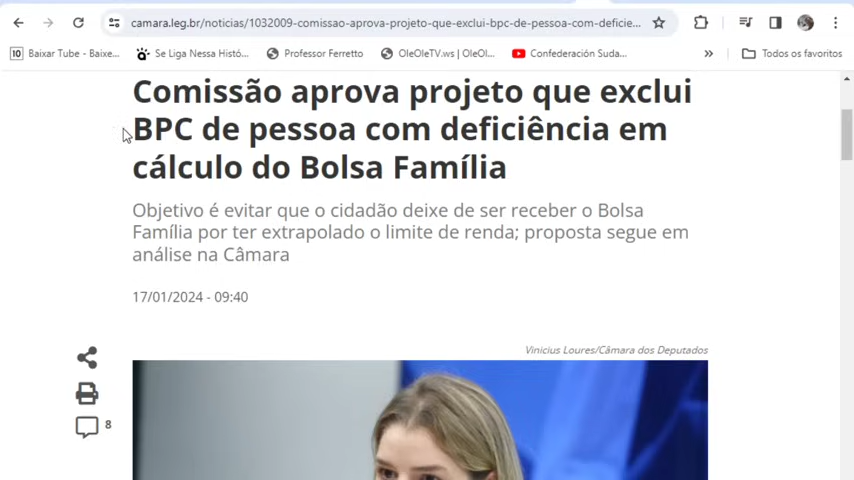 camara.leg.br/noticias/1032009-comissao-aprova-projeto-que-exclui-bpc-de-pessoa-com-deficie...
10 Baixar Tube - Baixe...
a Se Liga Nessa Histó...
Professor Ferretto
OleOleTV.ws | OleOl...
Confederación Suda...
»
Todos os favoritos
Comissão aprova projeto que exclui
BPC de pessoa com deficiência em
cálculo do Bolsa Família
Objetivo é evitar que o cidadão deixe de ser receber o Bolsa
Família por ter extrapolado o limite de renda; proposta segue em
análise na Câmara
17/01/2024 - 09:40
Vinicius Loures/Câmara dos Deputados
8